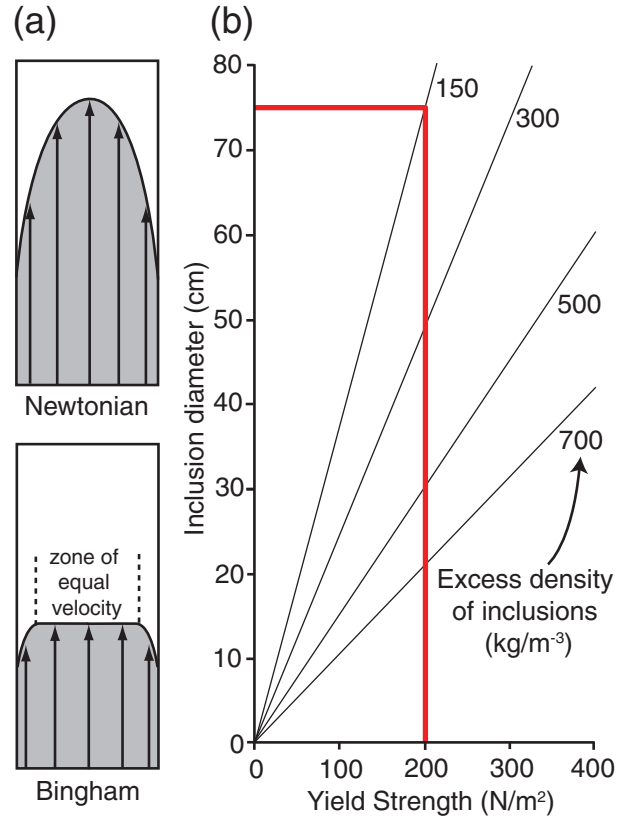 (a)
Newtonian
zone of
equal
velocity
Bingham
(b)
Inclusion diameter (cm)
80
70
60
50
40
30
20
10
0
0 100 200 300 400
Yield Strength (N/m²)
150
300
500
700
Excess density
of inclusions
(kg/m⁻³)